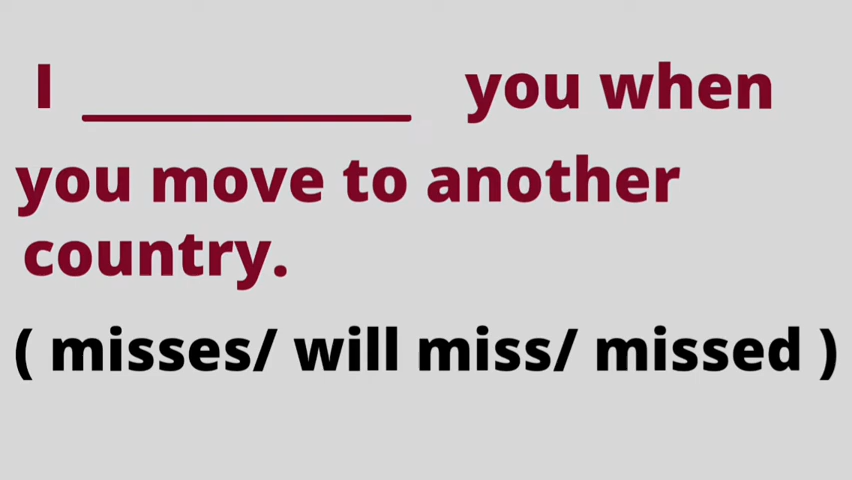 I ____________ you when
you move to another
country.
( misses/ will miss/ missed )